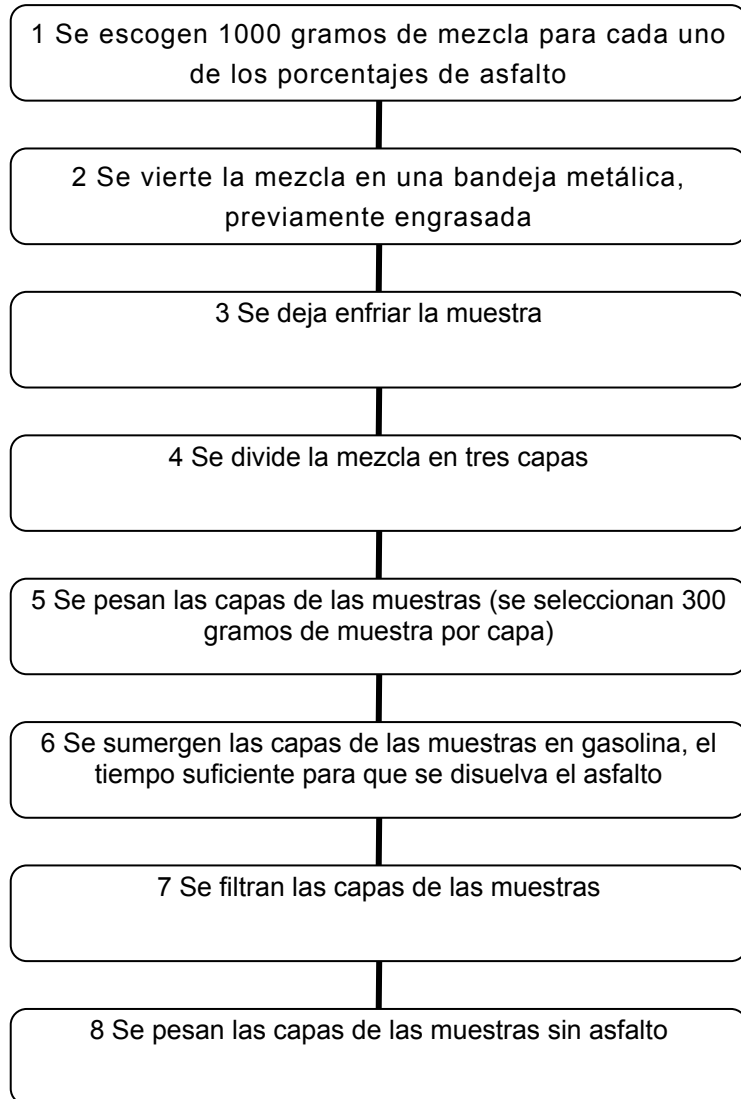 1 Se escogen 1000 gramos de mezcla para cada uno
de los porcentajes de asfalto
2 Se vierte la mezcla en una bandeja metálica,
previamente engrasada
3 Se deja enfriar la muestra
4 Se divide la mezcla en tres capas
5 Se pesan las capas de las muestras (se seleccionan 300
gramos de muestra por capa)
6 Se sumergen las capas de las muestras en gasolina, el
tiempo suficiente para que se disuelva el asfalto
7 Se filtran las capas de las muestras
8 Se pesan las capas de las muestras sin asfalto